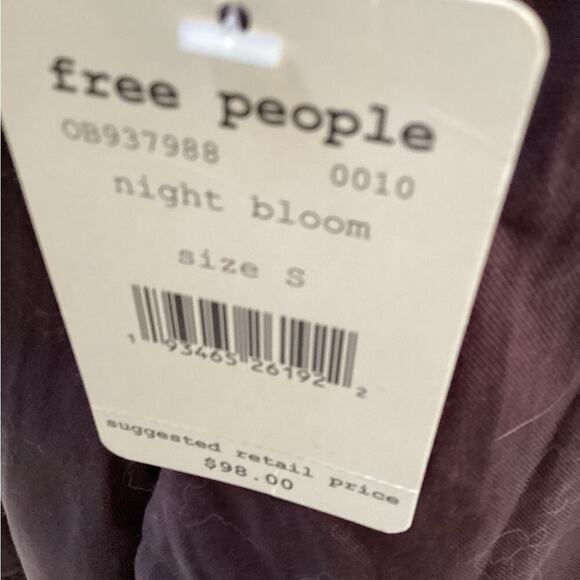 free people
OB937988 0010
night bloom
size S
1 93465 26192 2
suggested retail price
$98.00